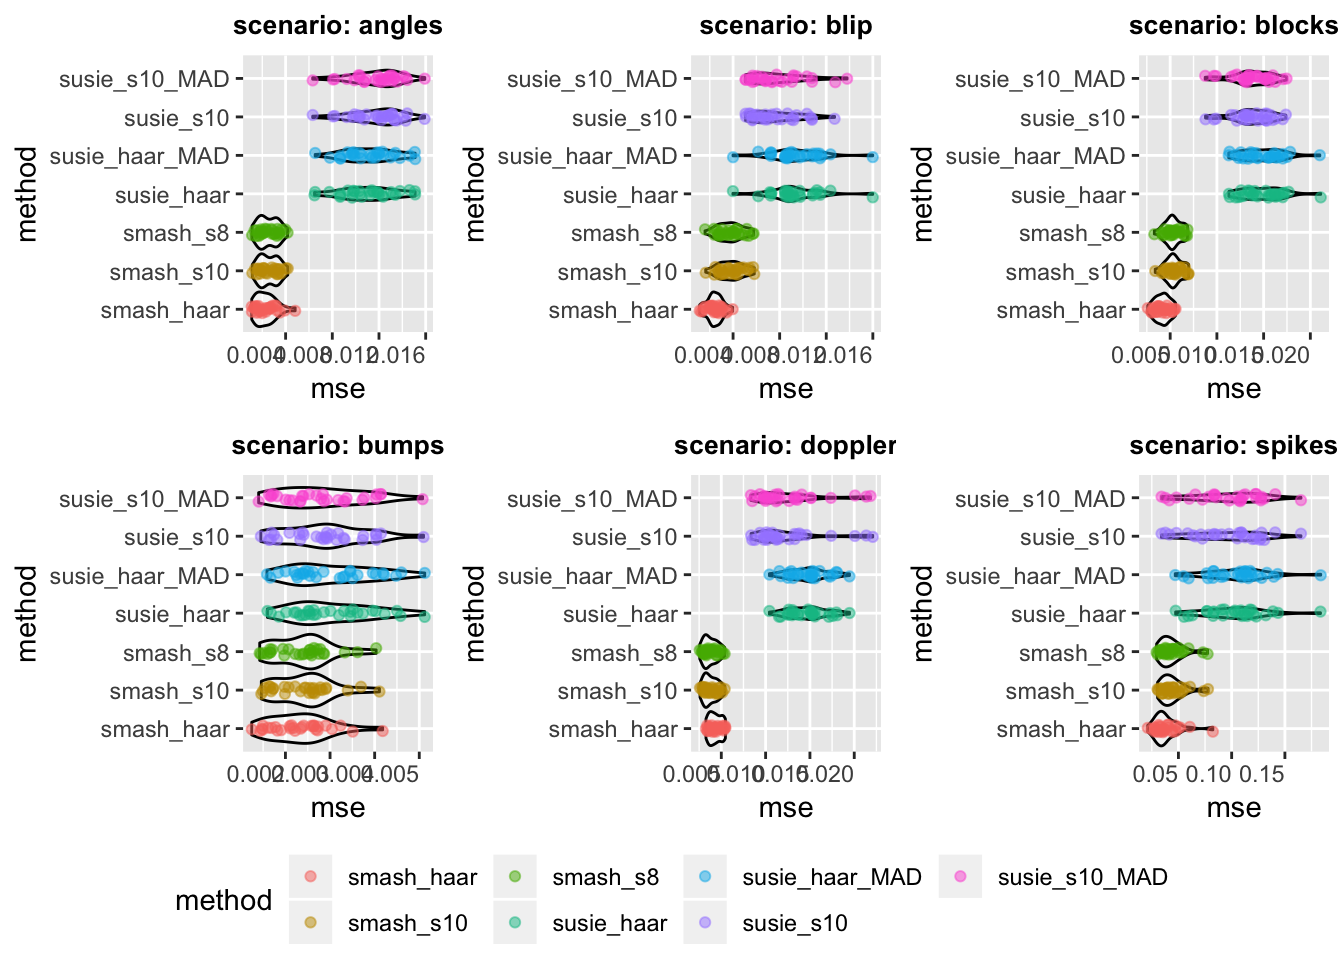 scenario: angles
method
susie_s10_MAD
susie_s10
susie_haar_MAD
susie_haar
smash_s8
smash_s10
smash_haar
0.004 0.008 0.012 0.016
mse
scenario: blip
method
susie_s10_MAD
susie_s10
susie_haar_MAD
susie_haar
smash_s8
smash_s10
smash_haar
0.004 0.008 0.012 0.016
mse
scenario: blocks
method
susie_s10_MAD
susie_s10
susie_haar_MAD
susie_haar
smash_s8
smash_s10
smash_haar
0.005 0.010 0.015 0.020
mse
scenario: bumps
method
susie_s10_MAD
susie_s10
susie_haar_MAD
susie_haar
smash_s8
smash_s10
smash_haar
0.002 0.003 0.004 0.005
mse
scenario: doppler
method
susie_s10_MAD
susie_s10
susie_haar_MAD
susie_haar
smash_s8
smash_s10
smash_haar
0.005 0.010 0.015 0.020
mse
scenario: spikes
method
susie_s10_MAD
susie_s10
susie_haar_MAD
susie_haar
smash_s8
smash_s10
smash_haar
0.05 0.10 0.15
mse
method
smash_haar smash_s8 susie_haar_MAD susie_s10_MAD
smash_s10 susie_haar susie_s10